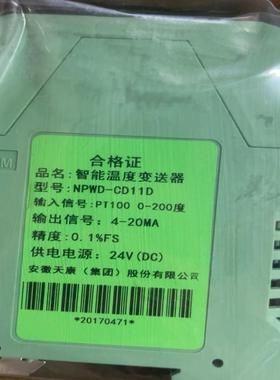 M
合格证
品名：智能温度变送器
型号：NPWD-CD11D
输入信号：PT100 0-200度
输出信号：4-20MA
精度：0.1%FS
供电电源：24V(DC)
安徽天康（集团）股份有限公司
*20170471*